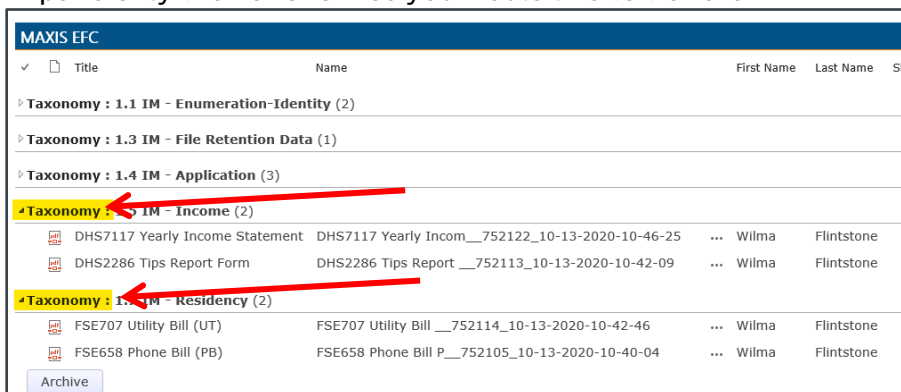 MAXIS EFC
Title Name First Name Last Name
Taxonomy : 1.1 IM - Enumeration-Identity (2)
Taxonomy : 1.3 IM - File Retention Data (1)
Taxonomy : 1.4 IM - Application (3)
Taxonomy : IM - Income (2)
DHS7117 Yearly Income Statement DHS7117 Yearly Incom__752122_10-13-2020-10-46-25 ... Wilma Flintstone
DHS2286 Tips Report Form DHS2286 Tips Report __752113_10-13-2020-10-42-09 ... Wilma Flintstone
Taxonomy : IM - Residency (2)
FSE707 Utility Bill (UT) FSE707 Utility Bill __752114_10-13-2020-10-42-46 ... Wilma Flintstone
FSE658 Phone Bill (PB) FSE658 Phone Bill P__752105_10-13-2020-10-40-04 ... Wilma Flintstone
Archive